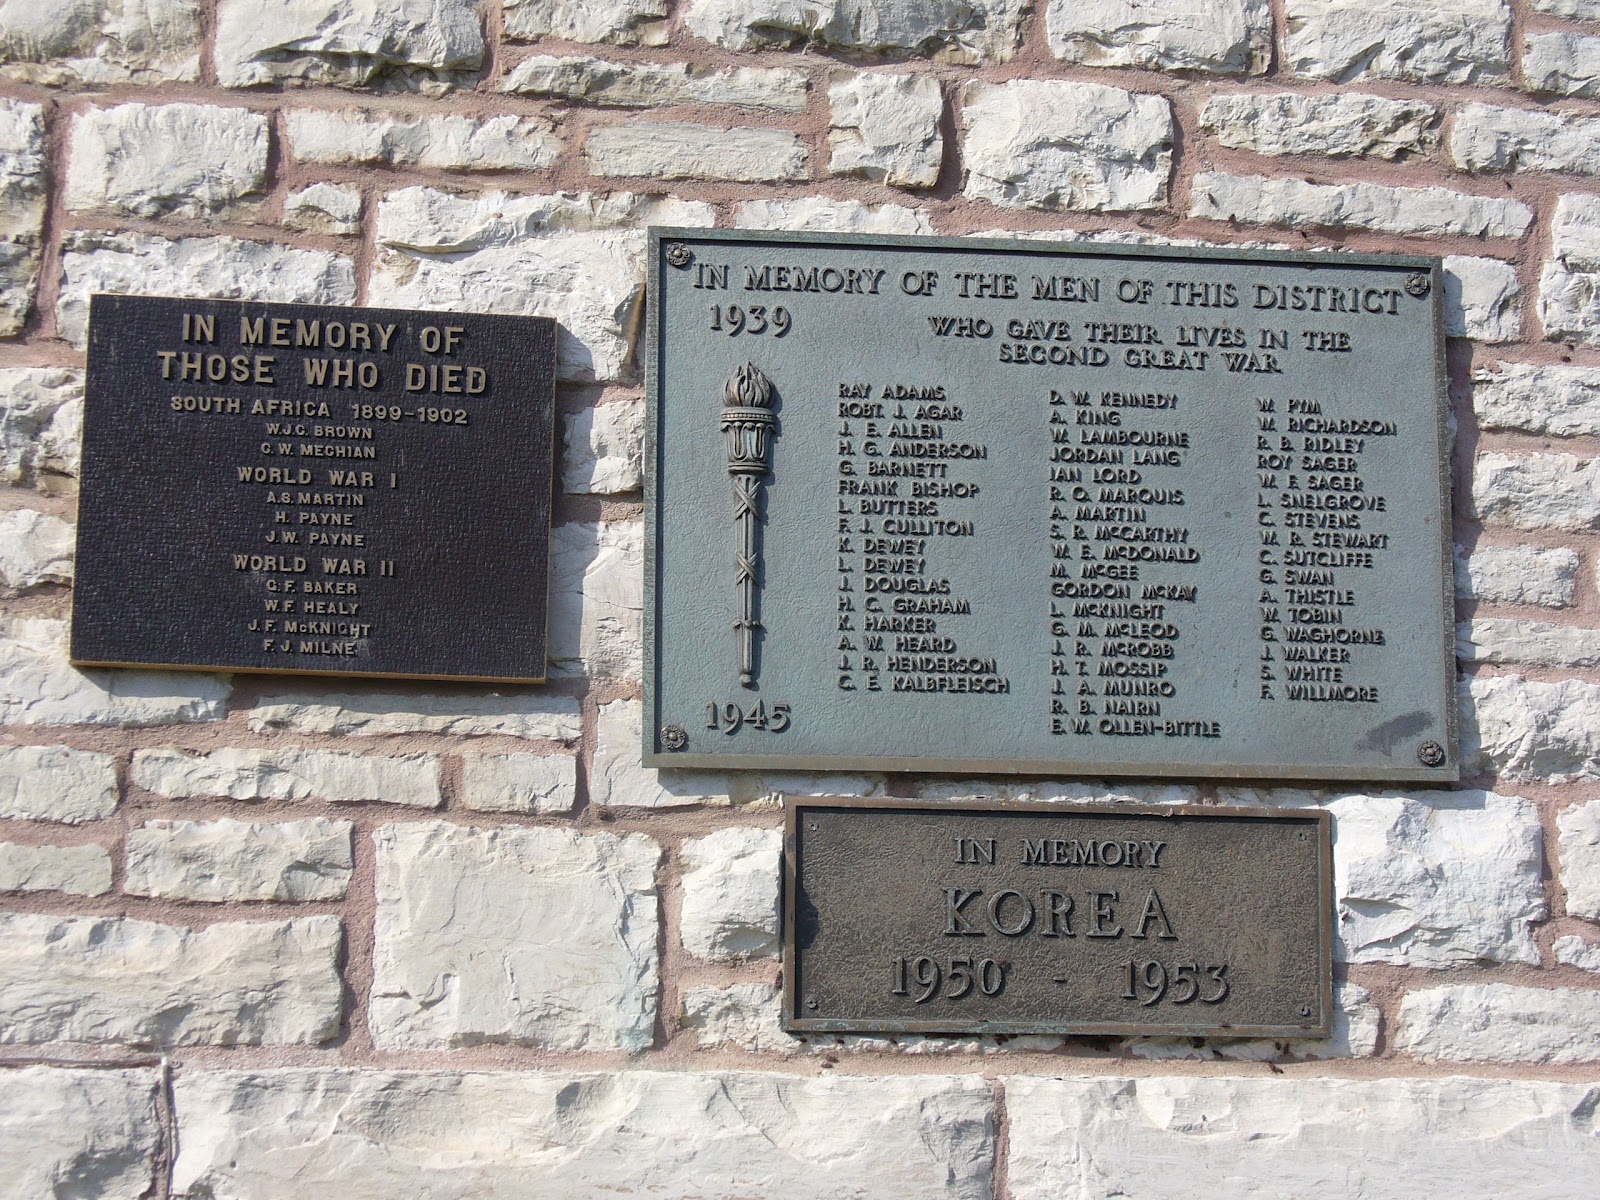 IN MEMORY OF
THOSE WHO DIED
SOUTH AFRICA 1899-1902
W.J.C. BROWN
C. W. MECHIAN
WORLD WAR I
A.S. MARTIN
H. PAYNE
J.W. PAYNE
WORLD WAR II
C.F. BAKER
W.F. HEALY
J.F. McKNIGHT
F.J. MILNE
IN MEMORY OF THE MEN OF THIS DISTRICT
1939
WHO GAVE THEIR LIVES IN THE
SECOND GREAT WAR
RAY ADAMS
ROBT. J. AGAR
J. E. ALLEN
H. G. ANDERSON
G. BARNETT
FRANK BISHOP
L. BUTTERS
F. J. CULLITON
K. DEWEY
L. DEWEY
J. DOUGLAS
H. C. GRAHAM
K. HARKER
A. W. HEARD
J. R. HENDERSON
C. E. KALBFLEISCH
D. W. KENNEDY
A. KING
W. LAMBOURNE
JORDAN LANG
IAN LORD
R. O. MARQUIS
A. MARTIN
S. R. McCARTHY
W. E. McDONALD
M. McGEE
GORDON McKAY
L. McKNIGHT
G. M. McLEOD
J. R. McROBB
H. T. MOSSIP
J. A. MUNRO
R. B. NAIRN
E. W. OLLEN-BITTLE
W. PYM
W. RICHARDSON
R. B. RIDLEY
ROY SAGER
W. F. SAGER
L. SNELGROVE
C. STEVENS
W. R. STEWART
C. SUTCLIFFE
G. SWAN
A. THISTLE
W. TOBIN
G. WAGHORNE
J. WALKER
S. WHITE
F. WILLMORE
1945
IN MEMORY
KOREA
1950 - 1953